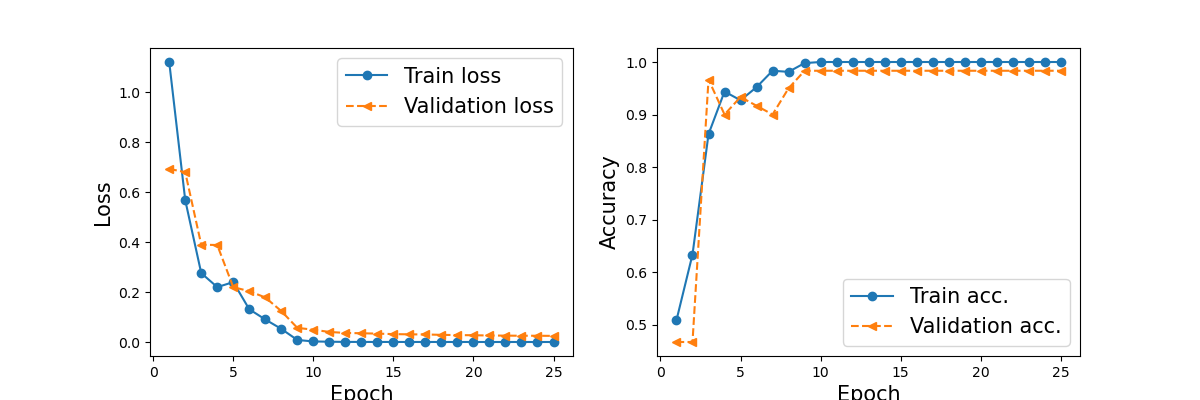 Train loss
Validation loss
Loss
1.0
0.8
0.6
0.4
0.2
0.0
0 5 10 15 20 25
Epoch
Train acc.
Validation acc.
Accuracy
1.0
0.9
0.8
0.7
0.6
0.5
0 5 10 15 20 25
Epoch